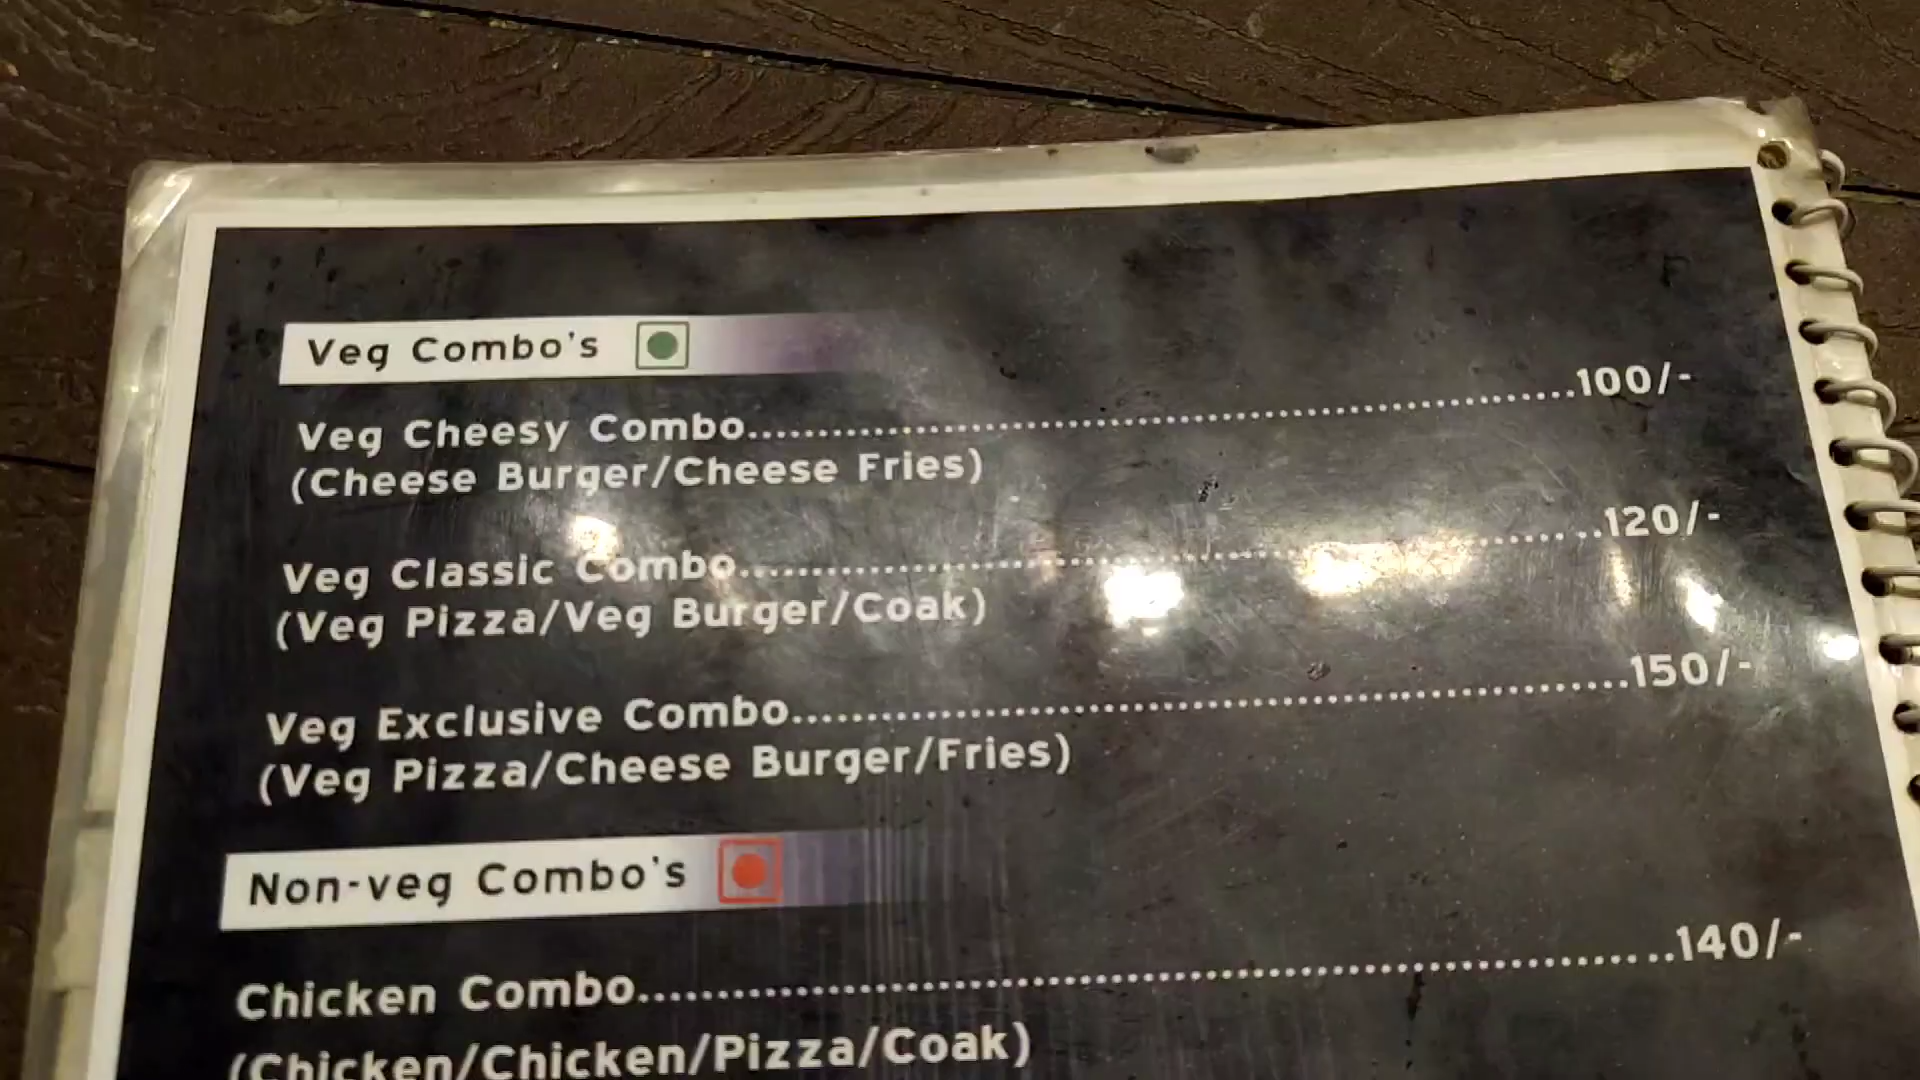 Veg Combo's
Veg Cheesy Combo.......................................................100/-
(Cheese Burger/Cheese Fries)
Veg Classic Combo.......................................................120/-
(Veg Pizza/Veg Burger/Coak)
Veg Exclusive Combo.......................................................150/-
(Veg Pizza/Cheese Burger/Fries)
Non-veg Combo's
Chicken Combo.......................................................140/-
(Chicken/Chicken/Pizza/Coak)